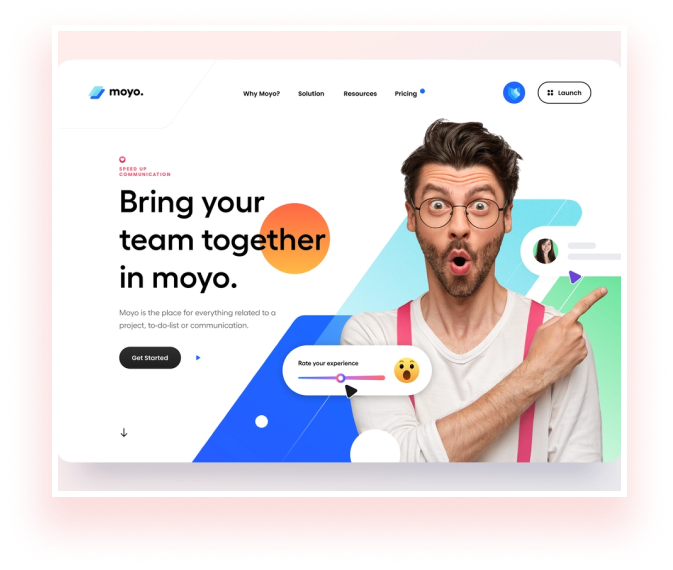 moyo.
Why Moyo?
Solution
Resources
Pricing
Launch
SPEED UP
COMMUNICATION
Bring your
team together
in moyo.
Moyo is the place for everything related to a
project, to-do-list or communication.
Get Started
Rate your experience